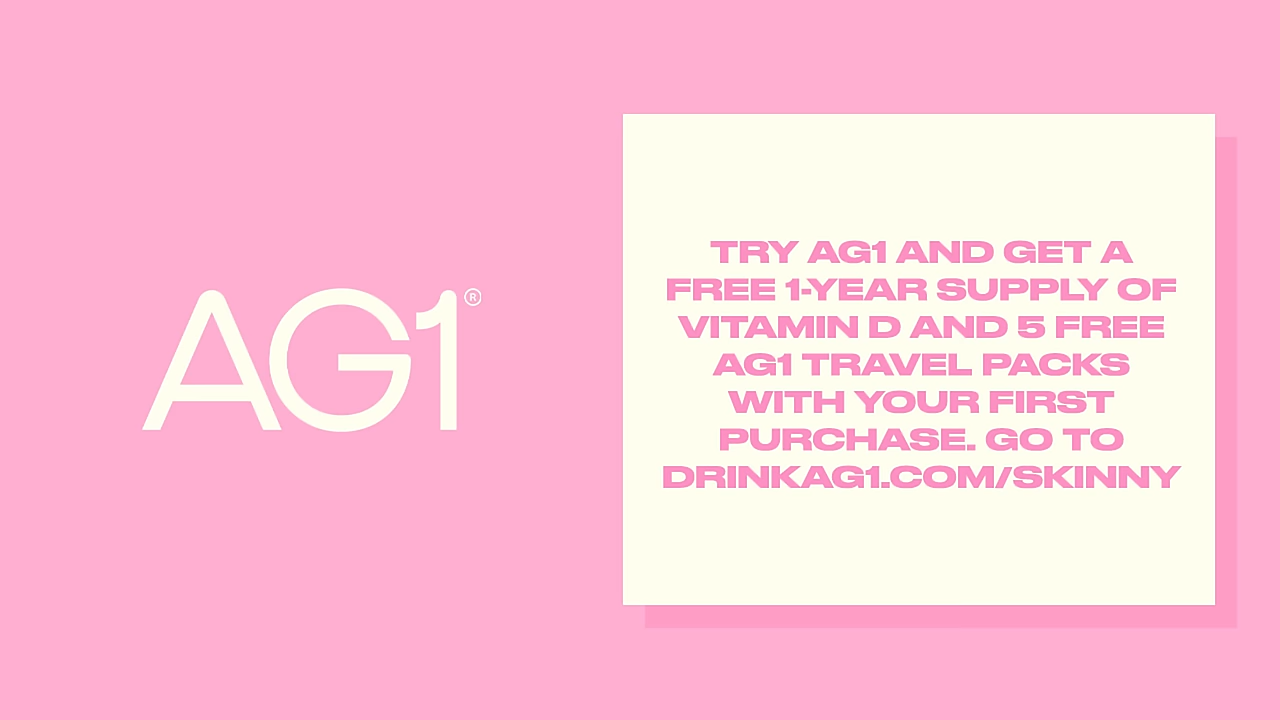 AG1®
TRY AG1 AND GET A
FREE 1-YEAR SUPPLY OF
VITAMIN D AND 5 FREE
AG1 TRAVEL PACKS
WITH YOUR FIRST
PURCHASE. GO TO
DRINKAG1.COM/SKINNY